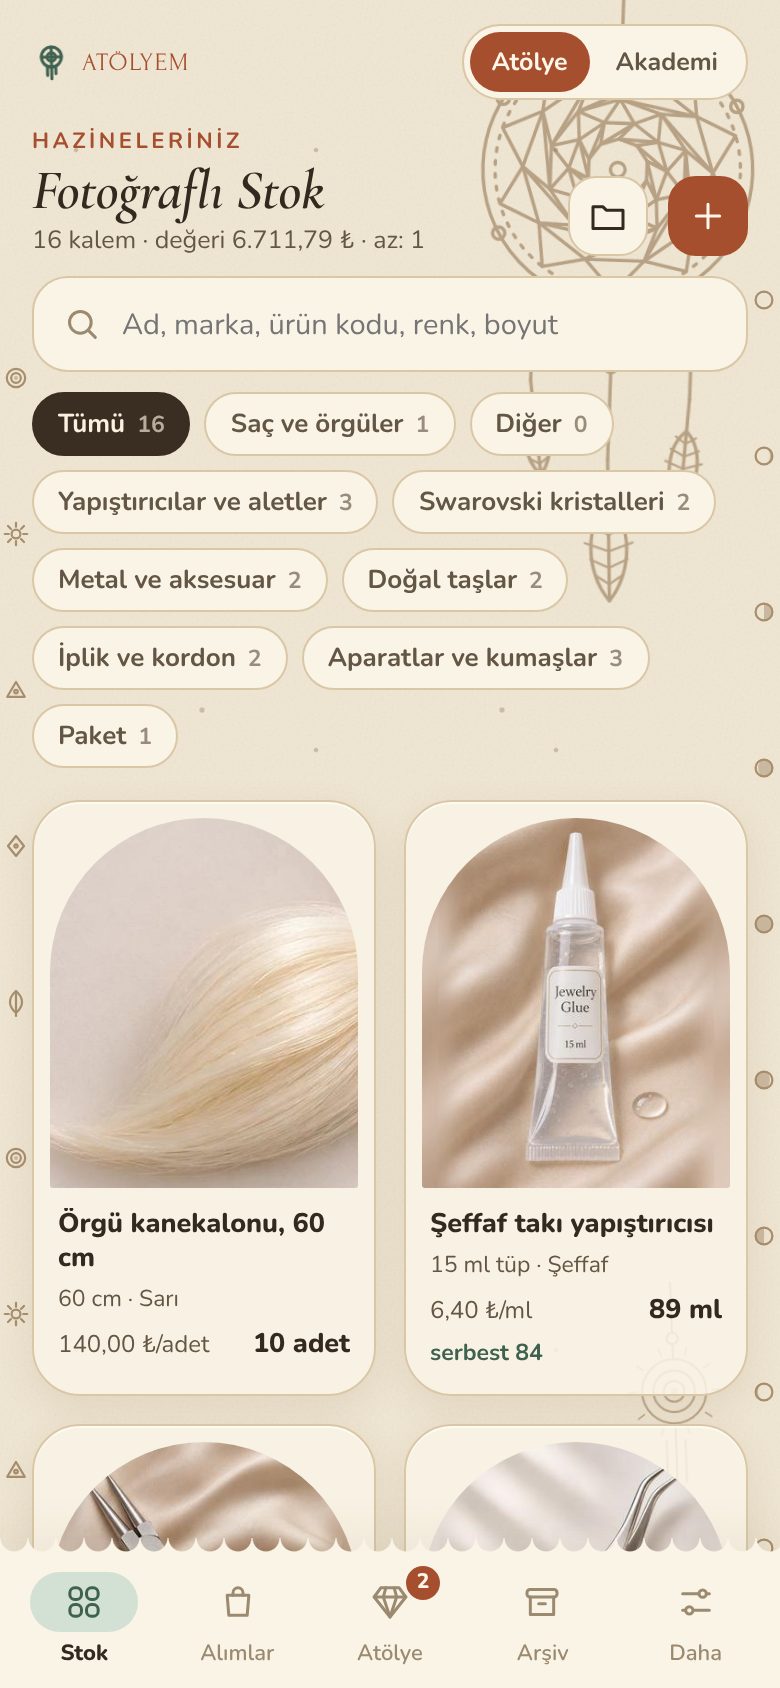 ATÖLYEM
Atölye
Akademi
HAZİNELERİNİZ
Fotoğraflı Stok
16 kalem · değeri 6.711,79 ₺ · az: 1
Ad, marka, ürün kodu, renk, boyut
Tümü 16
Saç ve örgüler 1
Diğer 0
Yapıştırıcılar ve aletler 3
Swarovski kristalleri 2
Metal ve aksesuar 2
Doğal taşlar 2
İplik ve kordon 2
Aparatlar ve kumaşlar 3
Paket 1
Örgü kanekalonu, 60
cm
60 cm · Sarı
140,00 ₺/adet
10 adet
Jewelry
Glue
15 ml
Şeffaf takı yapıştırıcısı
15 ml tüp · Şeffaf
6,40 ₺/ml
89 ml
serbest 84
Stok
Alımlar
2
Atölye
Arşiv
Daha